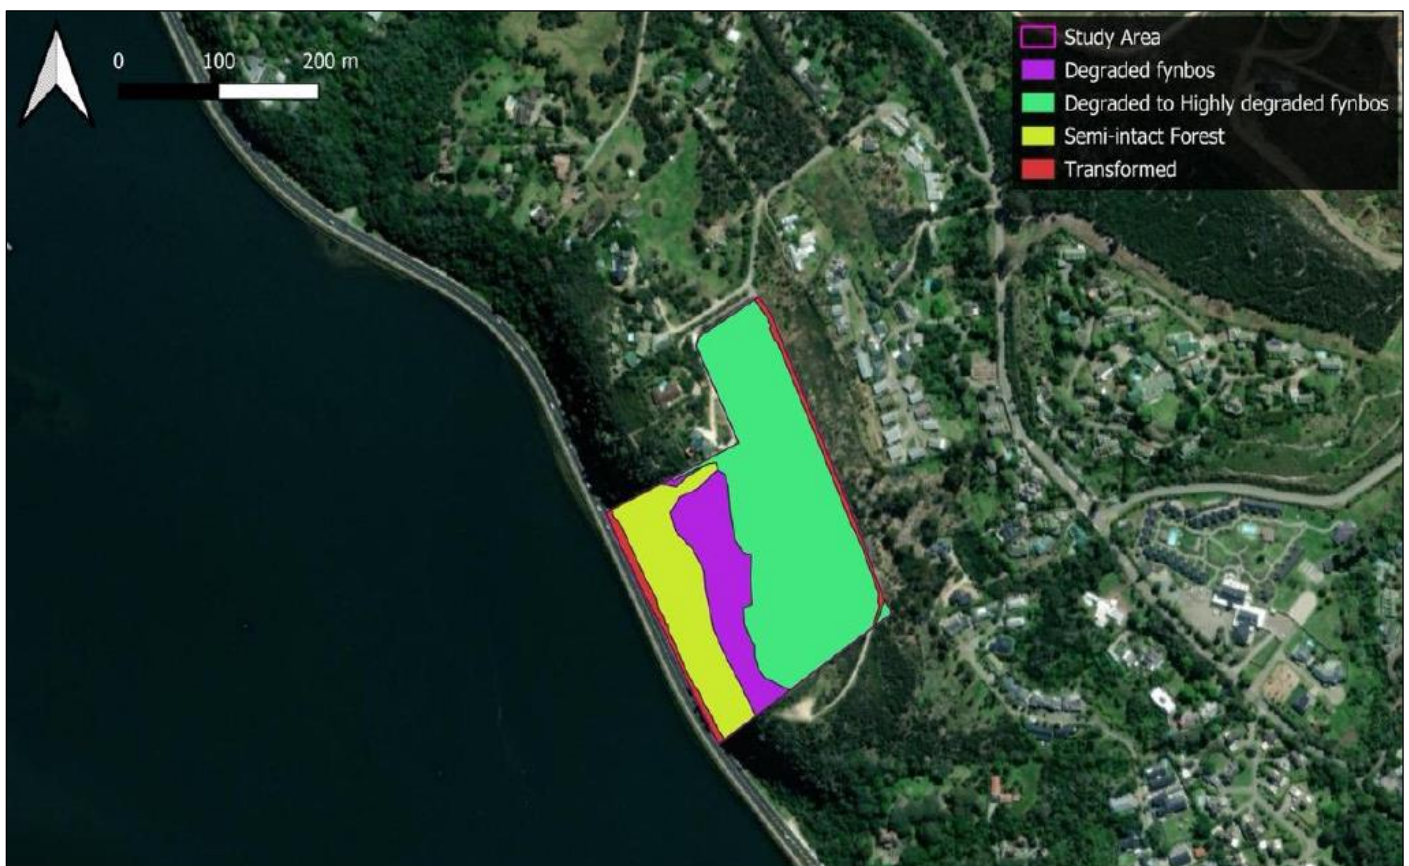 0 100 200 m
Study Area
Degraded fynbos
Degraded to Highly degraded fynbos
Semi-intact Forest
Transformed